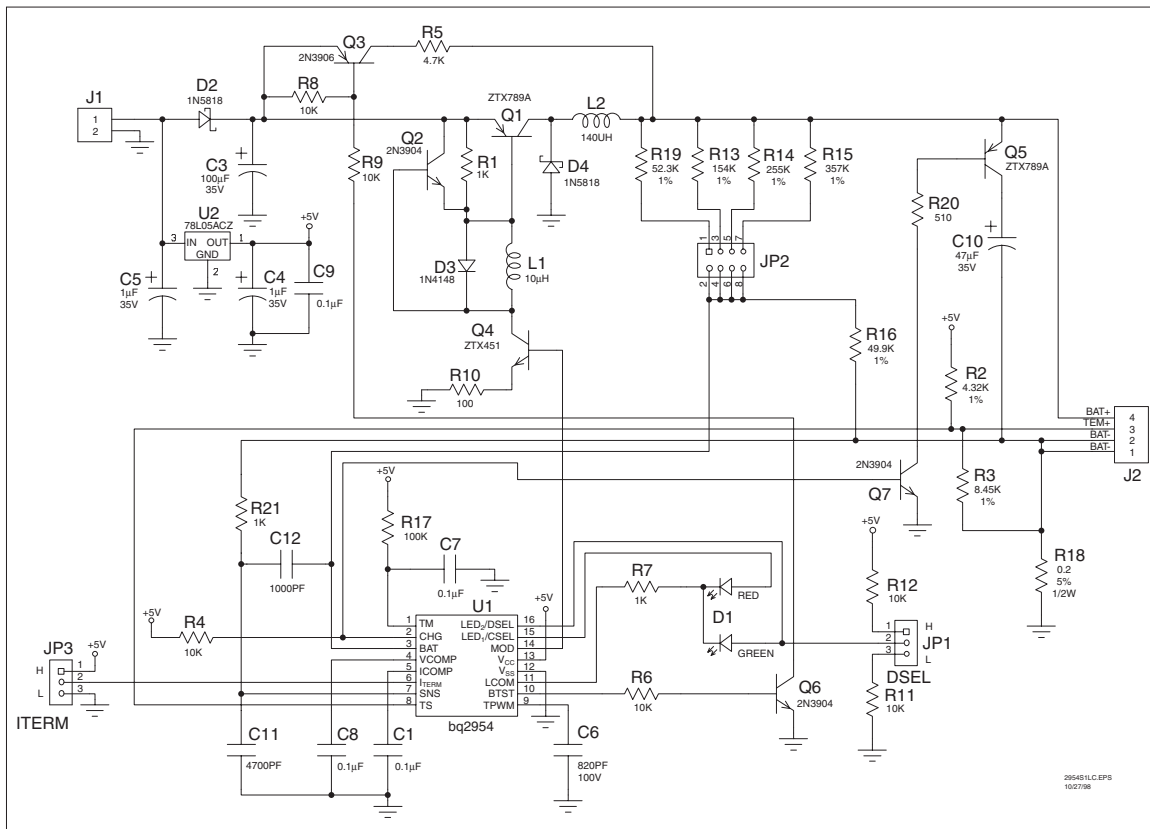 Q3
2N3906
R5
4.7K
J1
1
2
D2
1N5818
R8
10K
ZTX789A
Q1
L2
140UH
C3
100µF
35V
R9
10K
Q2
2N3904
R1
1K
D4
1N5818
R19
52.3K
1%
R13
154K
1%
R14
255K
1%
R15
357K
1%
Q5
ZTX789A
R20
510
C10
47µF
35V
U2
78L05ACZ
3
IN
OUT
GND
1
2
+5V
C5
1µF
35V
C4
1µF
35V
C9
0.1µF
D3
1N4148
L1
10µH
1
3
5
7
JP2
2
4
6
8
Q4
ZTX451
R10
100
R16
49.9K
1%
+5V
R2
4.32K
1%
BAT+
TEM+
BAT-
BAT-
4
3
2
1
J2
2N3904
Q7
R3
8.45K
1%
R18
0.2
5%
1/2W
R21
1K
C12
1000PF
+5V
R17
100K
C7
0.1µF
+5V
R4
10K
U1
1
2
3
4
5
6
7
8
TM
CHG
BAT
VCOMP
ICOMP
ITERM
SNS
TS
LED2/DSEL
LED1/CSEL
MOD
VCC
VSS
LCOM
BTST
TPWM
16
15
14
13
12
11
10
9
bq2954
+5V
R7
1K
RED
D1
GREEN
R6
10K
Q6
2N3904
+5V
R12
10K
1
2
3
H
L
JP1
DSEL
R11
10K
JP3
+5V
H
L
1
2
3
ITERM
C11
4700PF
C8
0.1µF
C1
0.1µF
C6
820PF
100V
2954S1LC.EPS
10/27/98